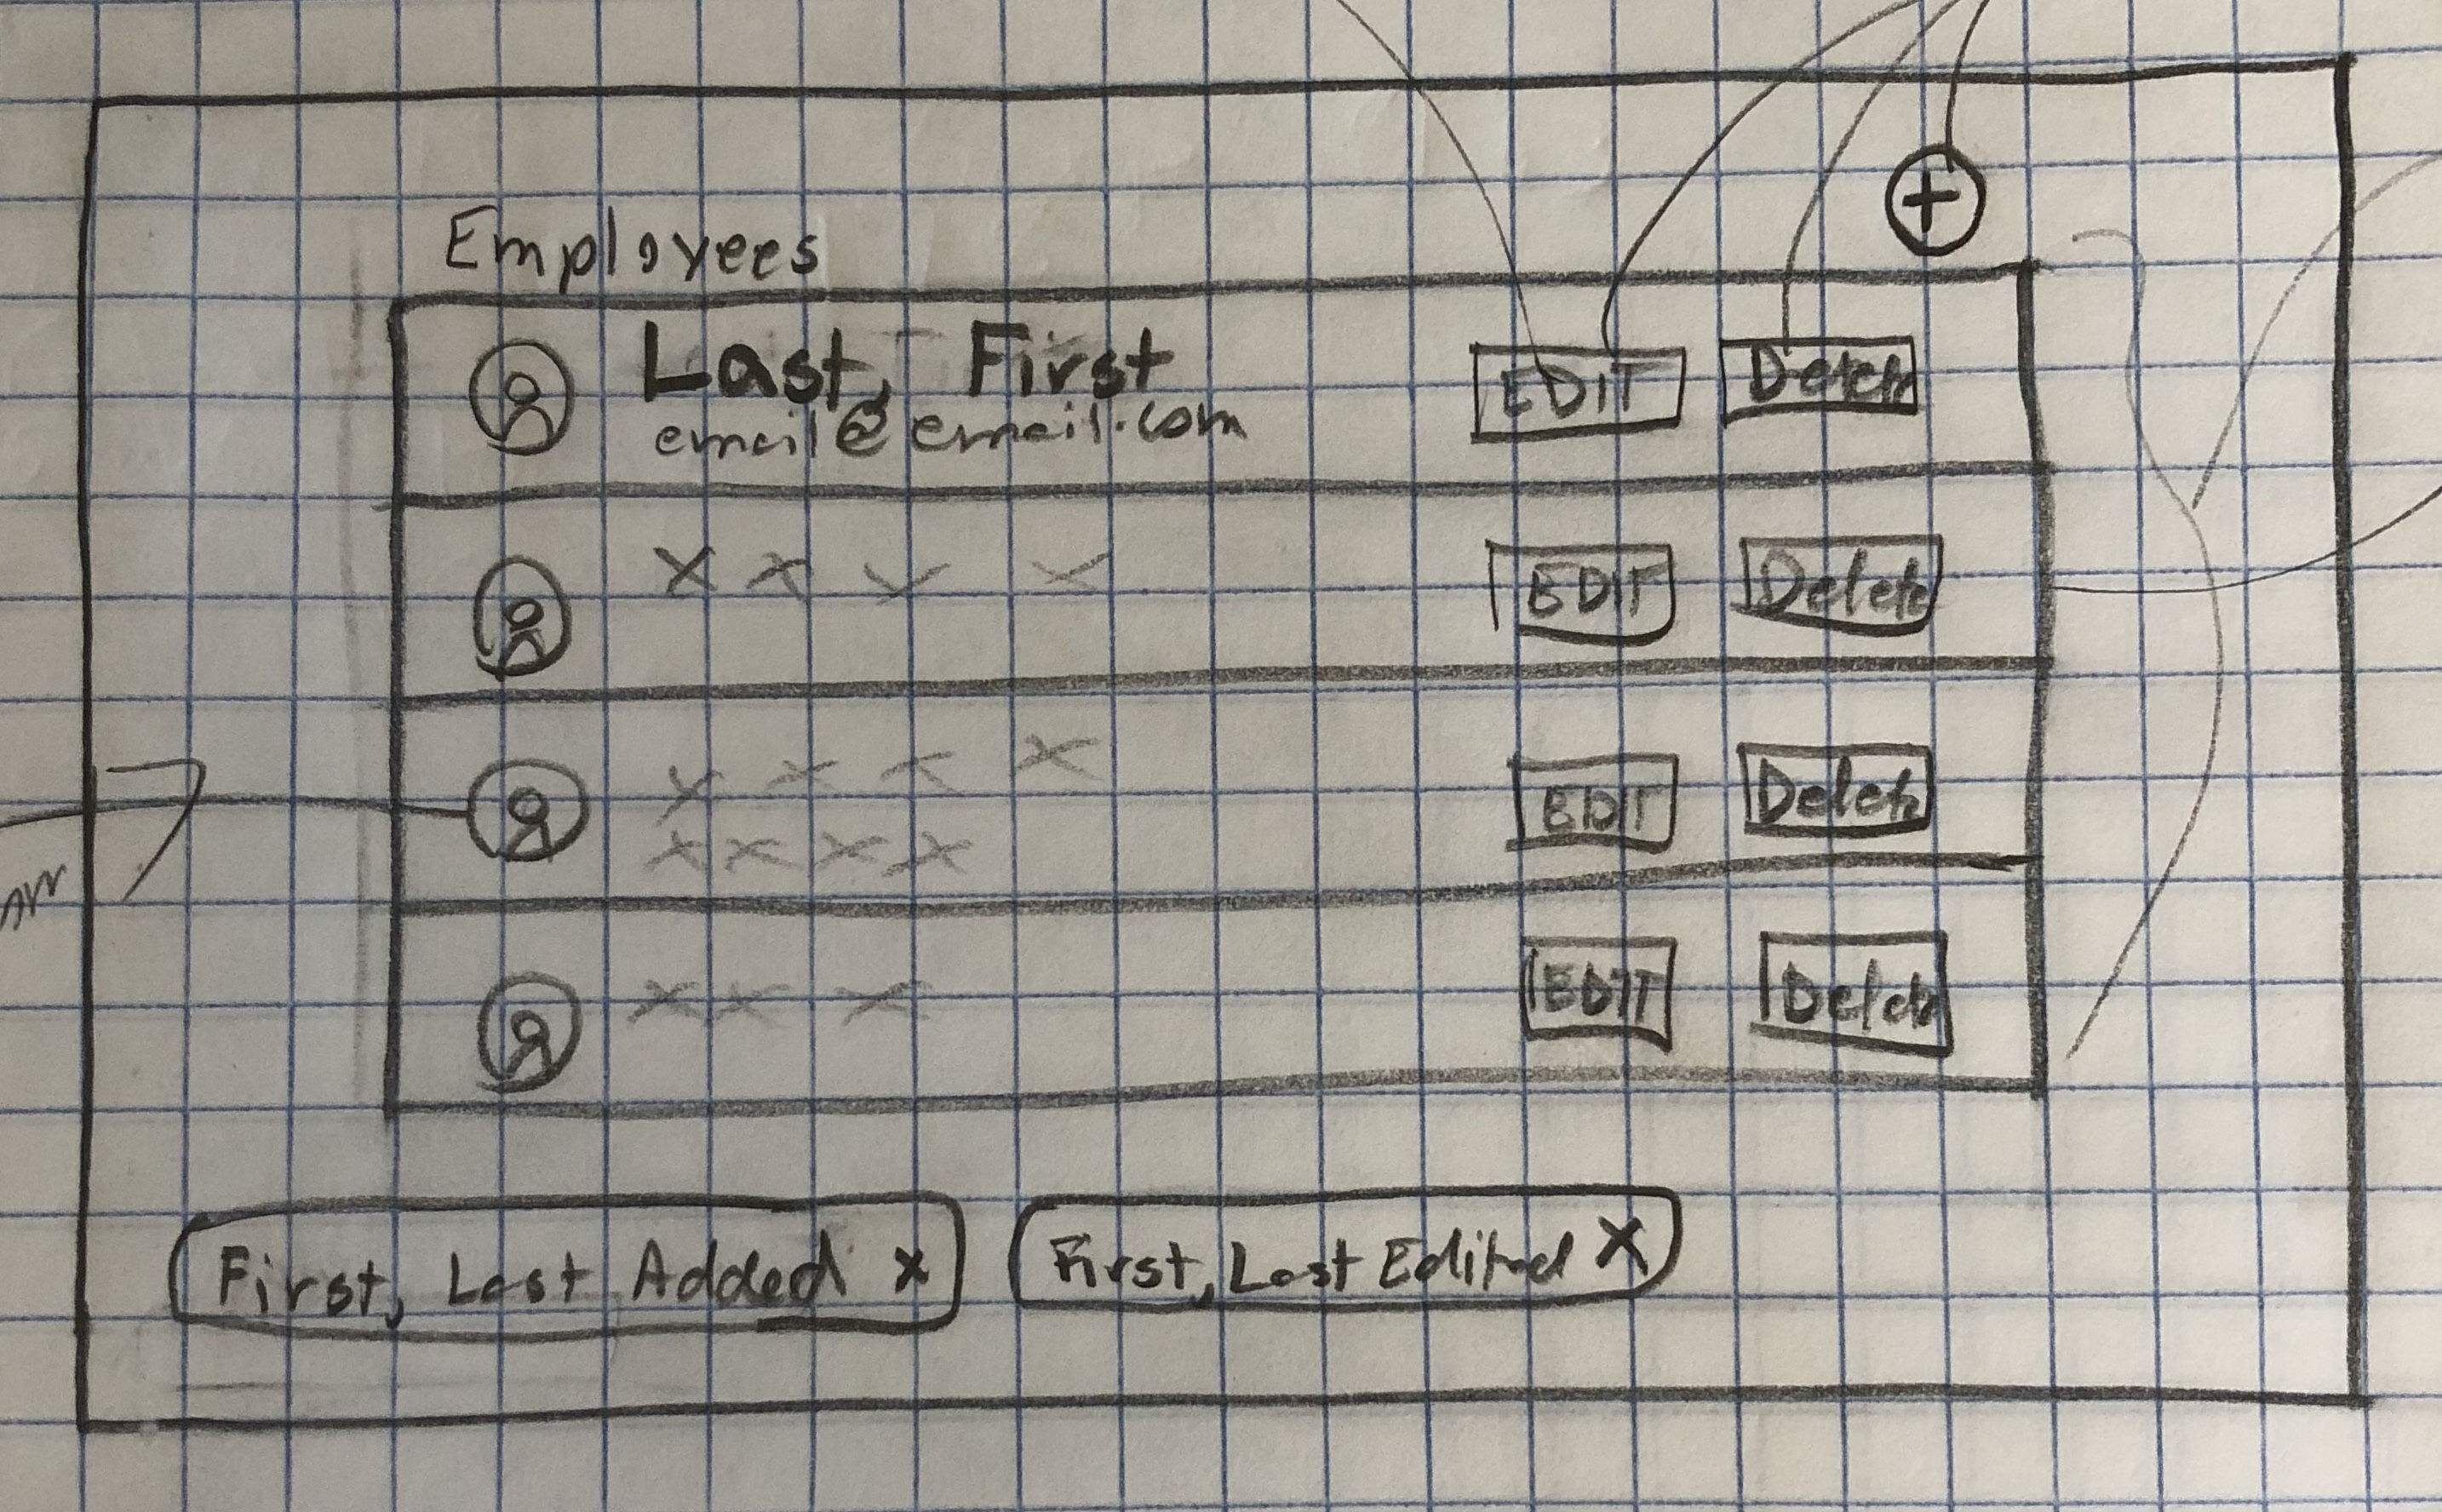 Employees
+
Last, First
email@email.com
EDIT Delete
X X X X
EDIT Delete
X X X X
X X X X
EDIT Delete
X X X
EDIT Delete
First, Last Added X
First, Last Edited X